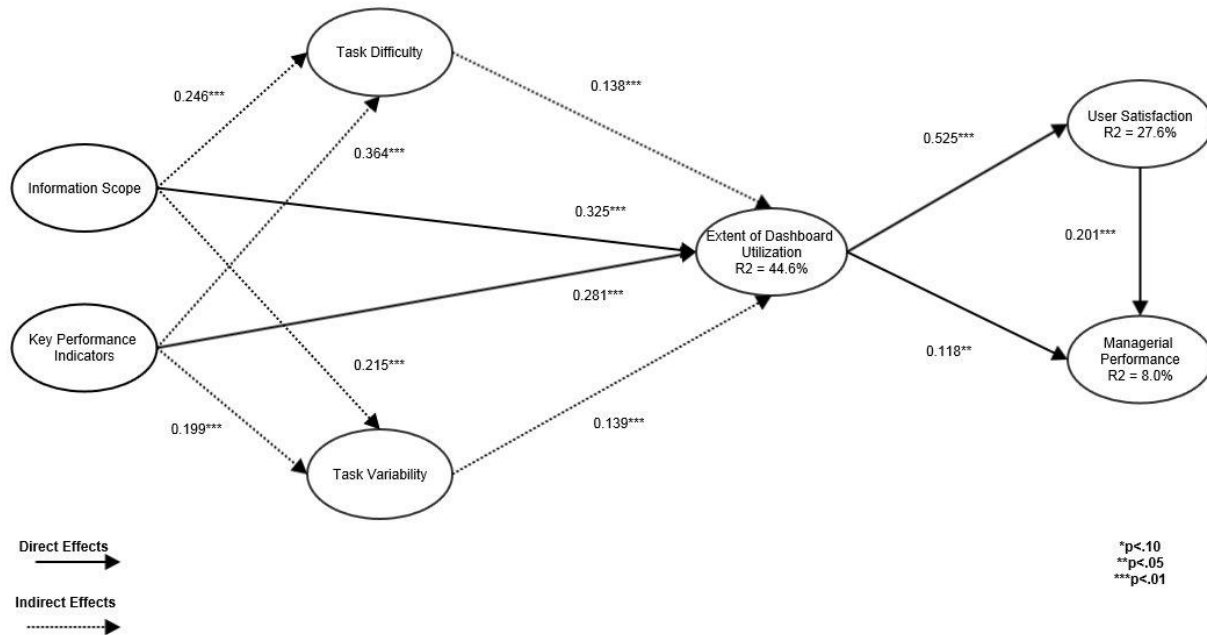 Task Difficulty
0.246***
0.138***
0.364***
User Satisfaction
R2 = 27.6%
0.525***
Information Scope
0.325***
Extent of Dashboard
Utilization
R2 = 44.6%
0.201***
0.281***
Key Performance
Indicators
0.215***
0.118**
Managerial
Performance
R2 = 8.0%
0.199***
0.139***
Task Variability
Direct Effects
Indirect Effects
*p<.10
**p<.05
***p<.01